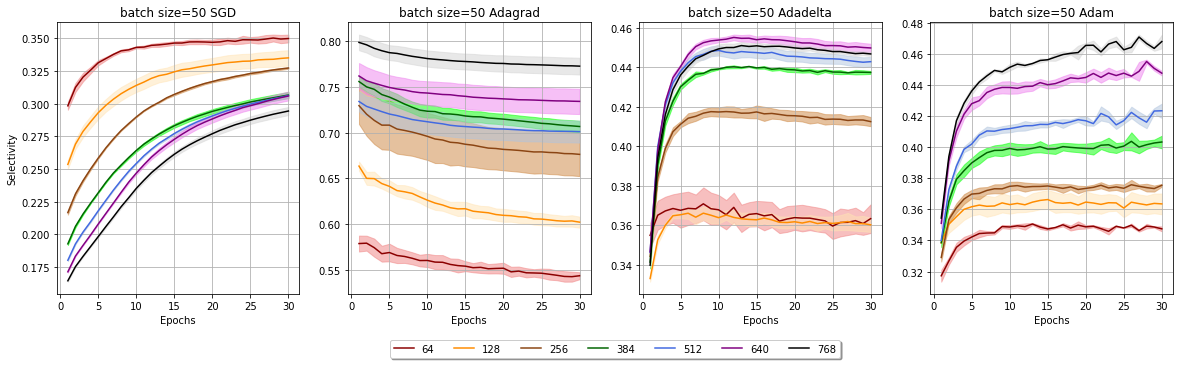 batch size=50 SGD
batch size=50 Adagrad
batch size=50 Adadelta
batch size=50 Adam
Selectivity
0.350
0.325
0.300
0.275
0.250
0.225
0.200
0.175
0 5 10 15 20 25 30
Epochs
0.80
0.75
0.70
0.65
0.60
0.55
0 5 10 15 20 25 30
Epochs
0.46
0.44
0.42
0.40
0.38
0.36
0.34
0 5 10 15 20 25 30
Epochs
0.48
0.46
0.44
0.42
0.40
0.38
0.36
0.34
0.32
0 5 10 15 20 25 30
Epochs
64 128 256 384 512 640 768